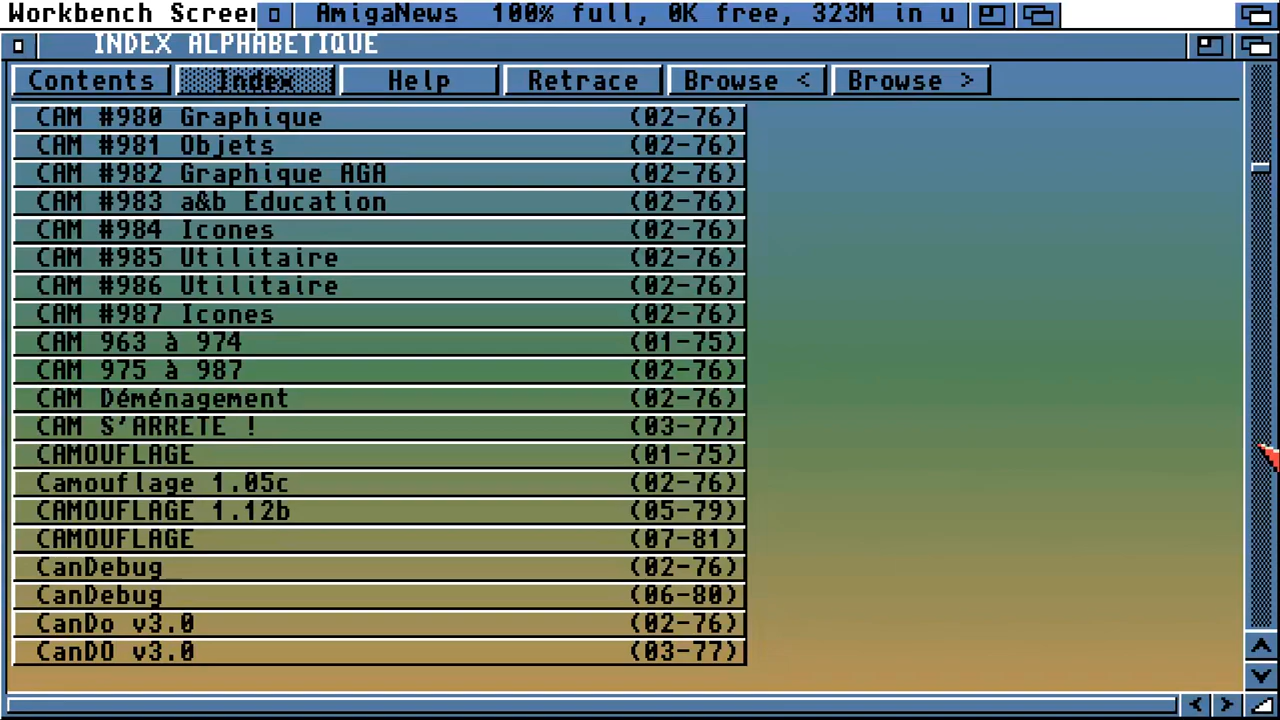 Workbench Screen AmigaNews 100% full, 0K free, 323M in u
INDEX ALPHABETIQUE
Contents Index Help Retrace Browse < Browse >
CAM #980 Graphique (02-76)
CAM #981 Objets (02-76)
CAM #982 Graphique AGA (02-76)
CAM #983 a&b Education (02-76)
CAM #984 Icones (02-76)
CAM #985 Utilitaire (02-76)
CAM #986 Utilitaire (02-76)
CAM #987 Icones (02-76)
CAM 963 à 974 (01-75)
CAM 975 à 987 (02-76)
CAM Déménagement (02-76)
CAM S'ARRETE ! (03-77)
CAMOUFLAGE (01-75)
Camouflage 1.05c (02-76)
CAMOUFLAGE 1.12b (05-79)
CAMOUFLAGE (07-81)
CanDebug (02-76)
CanDebug (06-80)
CanDo v3.0 (02-76)
CanDO v3.0 (03-77)